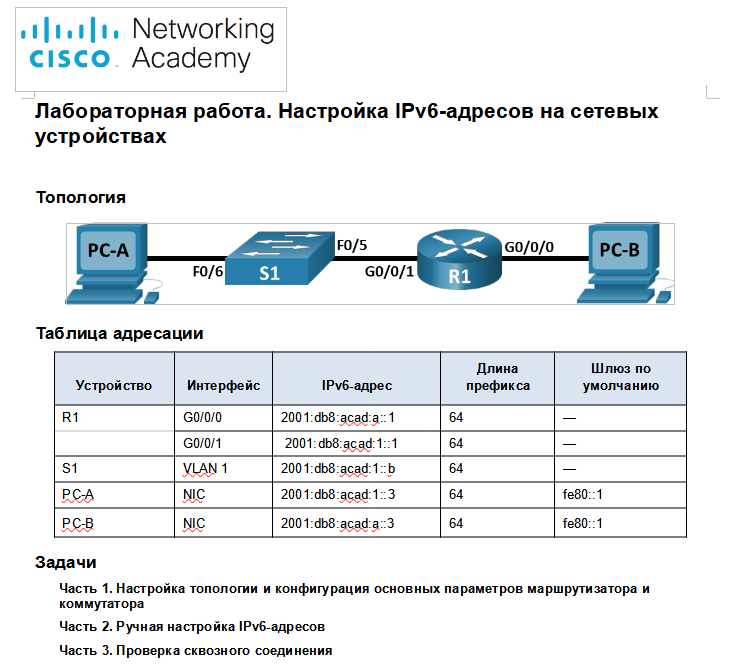 Networking
CISCO Academy
Лабораторная работа. Настройка IPv6-адресов на сетевых
устройствах
Топология
PC-A F0/6 S1 F0/5 G0/0/1 R1 G0/0/0 PC-B
Таблица адресации
Устройство Интерфейс IPv6-адрес Длина префикса Шлюз по умолчанию
R1 G0/0/0 2001:db8:acad:a::1 64 —
G0/0/1 2001:db8:acad:1::1 64 —
S1 VLAN 1 2001:db8:acad:1::b 64 —
PC-A NIC 2001:db8:acad:1::3 64 fe80::1
PC-B NIC 2001:db8:acad:a::3 64 fe80::1
Задачи
Часть 1. Настройка топологии и конфигурация основных параметров маршрутизатора и
коммутатора
Часть 2. Ручная настройка IPv6-адресов
Часть 3. Проверка сквозного соединения